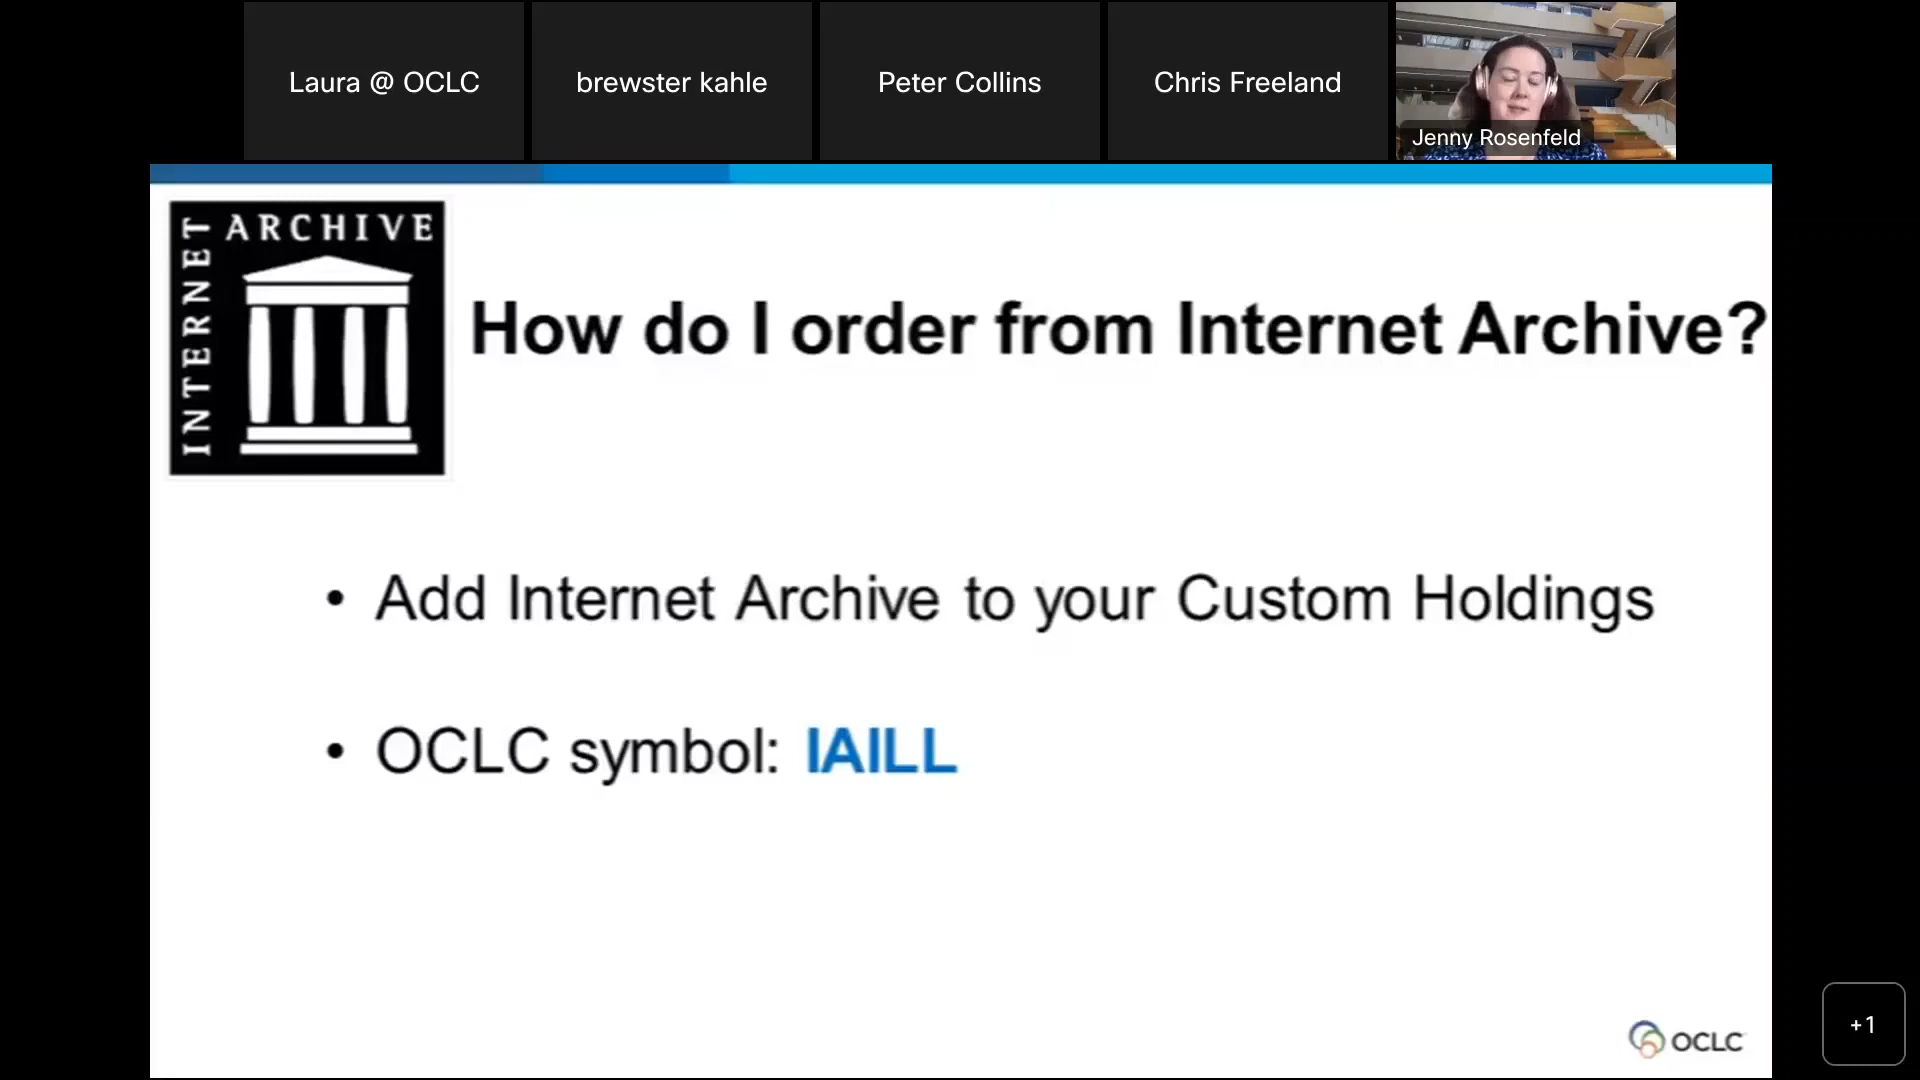 Laura @ OCLC
brewster kahle
Peter Collins
Chris Freeland
Jenny Rosenfeld
INTERNET
ARCHIVE
How do I order from Internet Archive?
• Add Internet Archive to your Custom Holdings
• OCLC symbol: IAILL
OCLC
+1